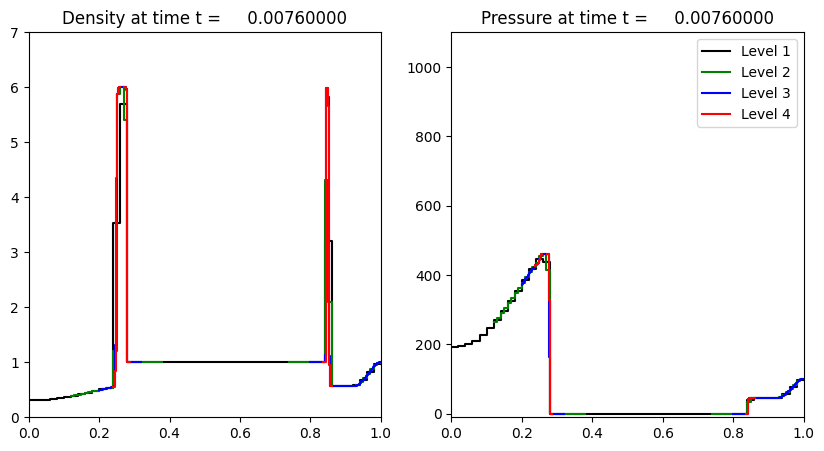 Density at time t = 0.00760000
7
6
5
4
3
2
1
0
0.0 0.2 0.4 0.6 0.8 1.0
Pressure at time t = 0.00760000
1000
800
600
400
200
0
0.0 0.2 0.4 0.6 0.8 1.0
Level 1
Level 2
Level 3
Level 4